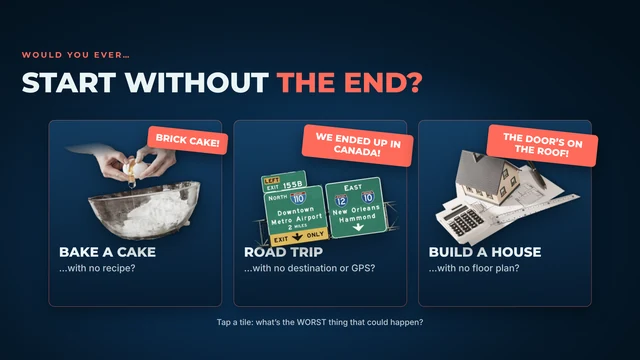 WOULD YOU EVER...
START WITHOUT THE END?
BRICK CAKE!
BAKE A CAKE
...with no recipe?
WE ENDED UP IN
CANADA!
LEFT
EXIT 155B
NORTH 110
Downtown
Metro Airport
2 MILES
EXIT ONLY
EAST
12 10
New Orleans
Hammond
ROAD TRIP
...with no destination or GPS?
THE DOOR'S ON
THE ROOF!
BUILD A HOUSE
...with no floor plan?
Tap a tile: what's the WORST thing that could happen?